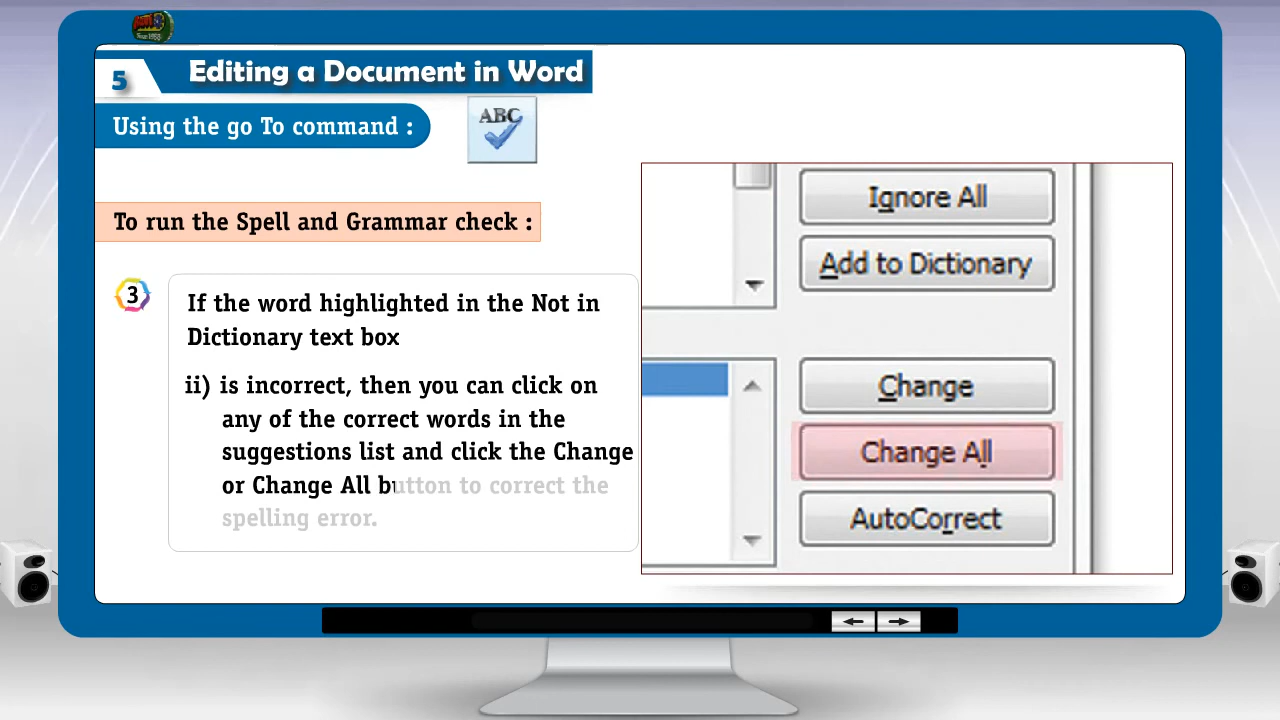 5
Editing a Document in Word
Using the go To command :
ABC
To run the Spell and Grammar check :
3
If the word highlighted in the Not in
Dictionary text box
ii) is incorrect, then you can click on
any of the correct words in the
suggestions list and click the Change
or Change All button to correct the
spelling error.
Ignore All
Add to Dictionary
Change
Change All
AutoCorrect